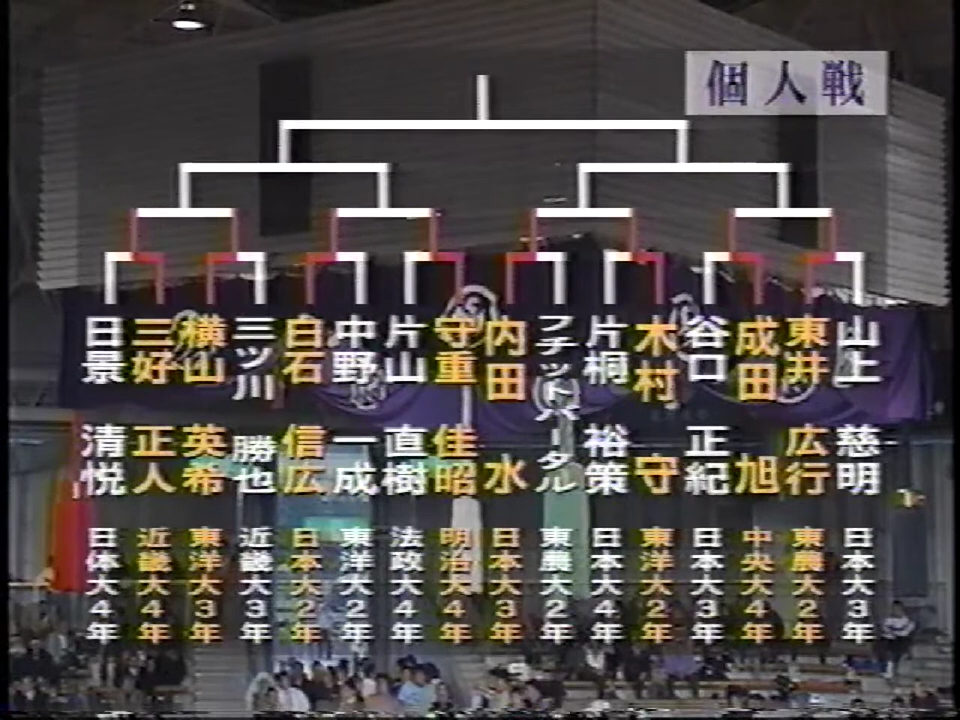 個人戦
山上 慈明 日本大3年
東井 広行 東農大2年
成田 旭 中央大4年
谷口 正紀 日本大3年
木村 守 東洋大2年
片桐 裕策 日本大4年
フチットバータル 東農大2年
内田 水 日本大3年
守重 佳昭 明治大4年
片山 直樹 法政大4年
中野 一成 東洋大2年
白石 信広 日本大2年
三ツ川 勝也 近畿大3年
横山 英希 東洋大3年
三好 正人 近畿大4年
日景 清悦 日体大4年